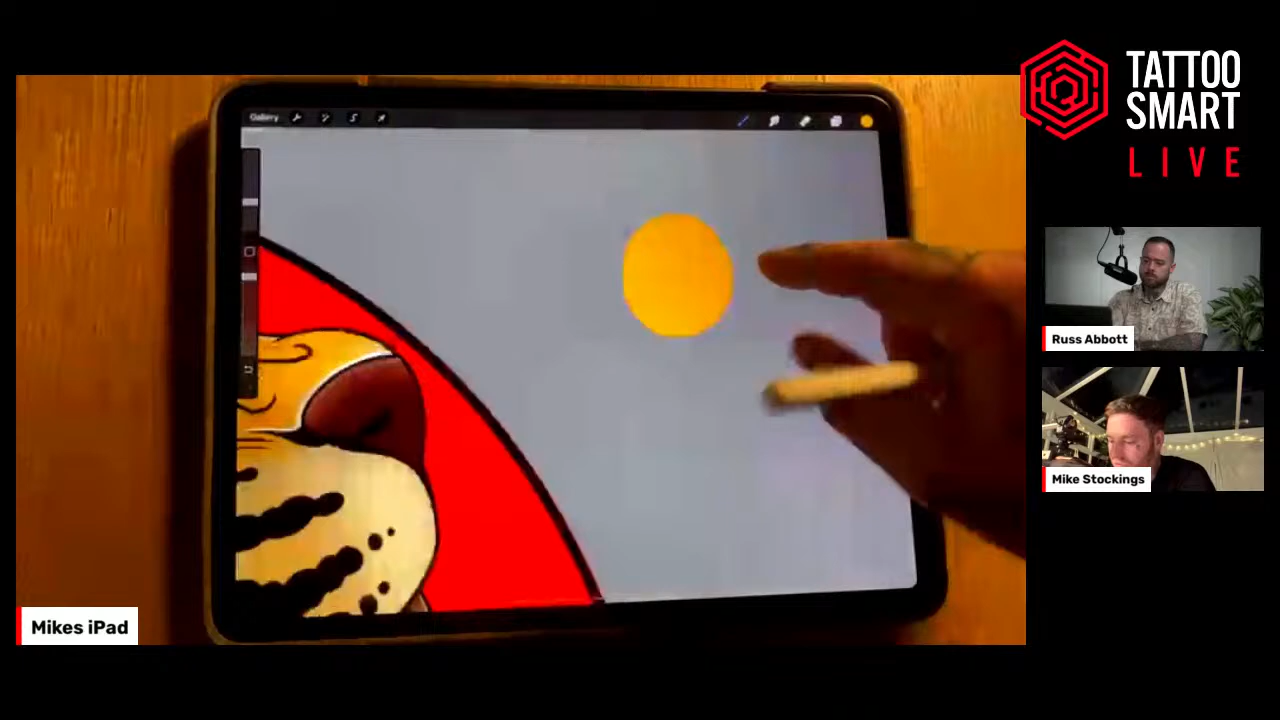 Gallery
TATTOO
SMART
LIVE
Russ Abbott
Mike Stockings
Mikes iPad